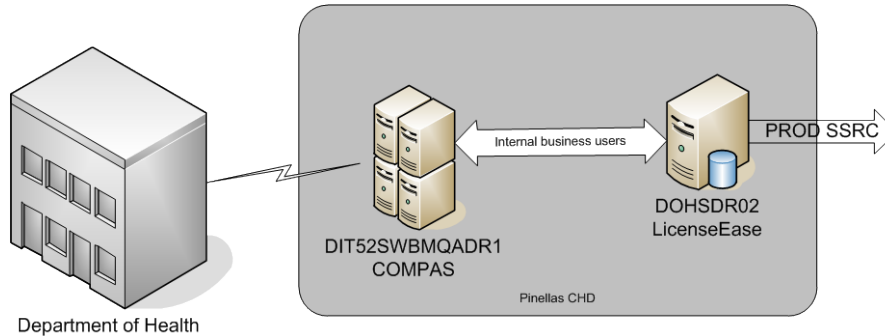 Internal business users
PROD SSRC
DIT52SWBMQADR1
COMPAS
DOHSDR02
LicenseEase
Pinellas CHD
Department of Health